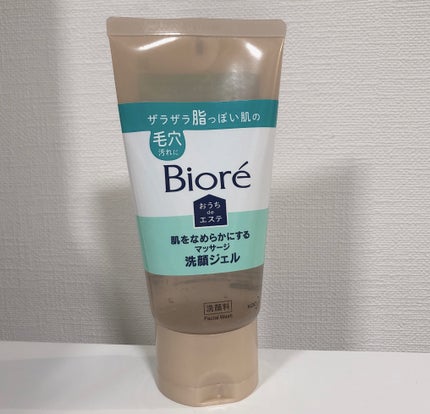 ザラザラ脂っぽい肌の
毛穴
汚れに
Bioré
おうち
de
エステ
肌をなめらかにする
マッサージ
洗顔ジェル
洗顔料
Facial Wash